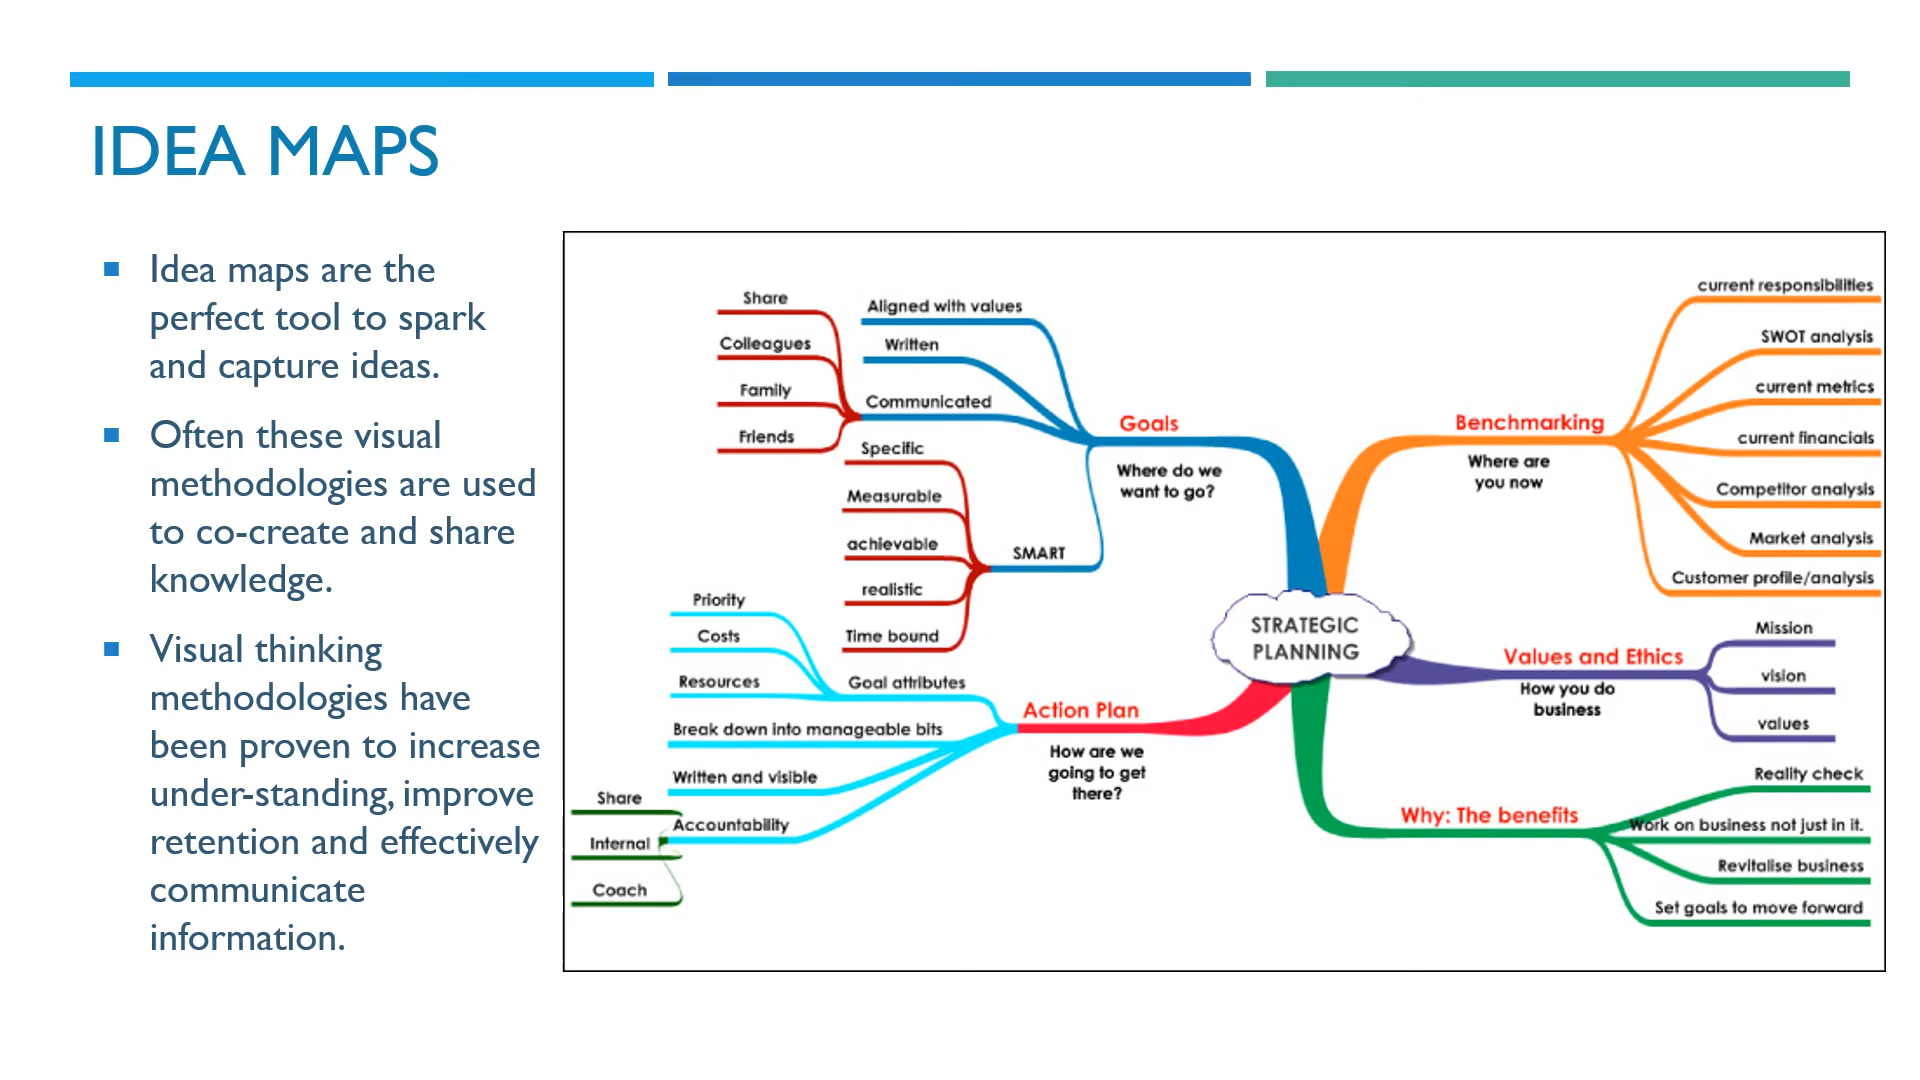 IDEA MAPS
Idea maps are the
perfect tool to spark
and capture ideas.
Often these visual
methodologies are used
to co-create and share
knowledge.
Visual thinking
methodologies have
been proven to increase
under-standing, improve
retention and effectively
communicate
information.
Share
Colleagues
Family
Friends
Aligned with values
Written
Communicated
Specific
Measurable
achievable
realistic
Time bound
SMART
Goals
Where do we
want to go?
Benchmarking
Where are
you now
current responsibilities
SWOT analysis
current metrics
current financials
Competitor analysis
Market analysis
Customer profile/analysis
STRATEGIC
PLANNING
Values and Ethics
How you do
business
Mission
vision
values
Priority
Costs
Resources
Goal attributes
Break down into manageable bits
Written and visible
Accountability
Share
Internal
Coach
Action Plan
How are we
going to get
there?
Why: The benefits
Reality check
Work on business not just in it.
Revitalise business
Set goals to move forward